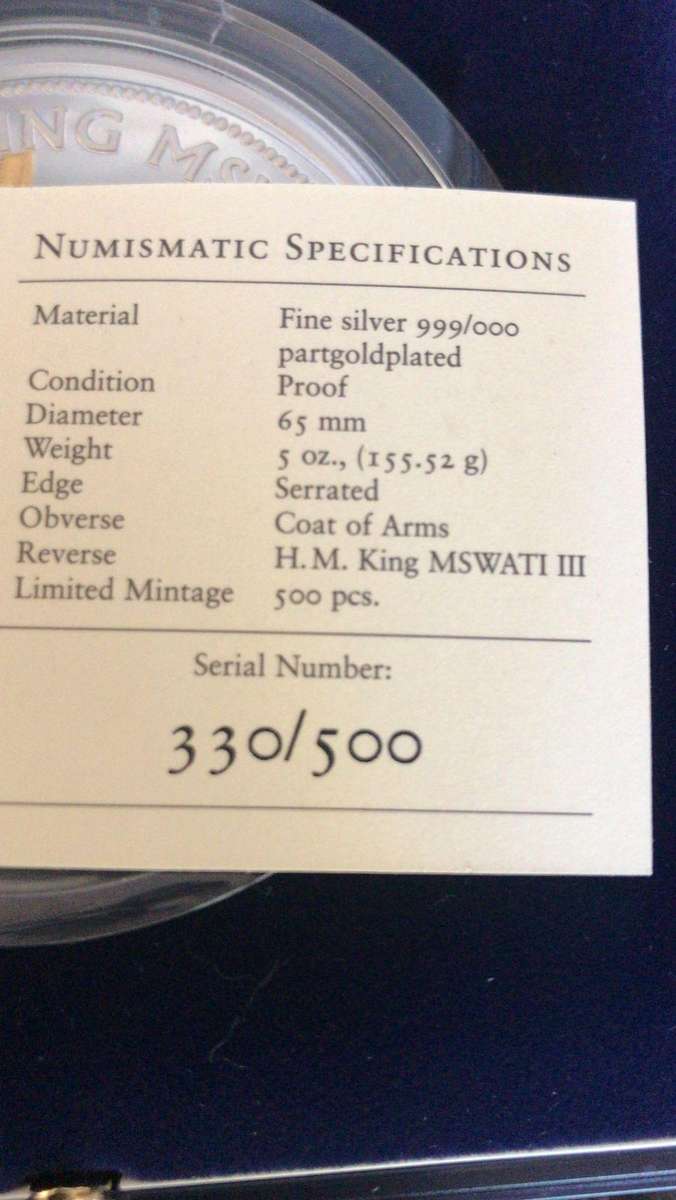 ING MS
NUMISMATIC SPECIFICATIONS
Material Fine silver 999/000
partgoldplated
Condition Proof
Diameter 65 mm
Weight 5 oz., (155.52 g)
Edge Serrated
Obverse Coat of Arms
Reverse H.M. King MSWATI III
Limited Mintage 500 pcs.
Serial Number:
330/500